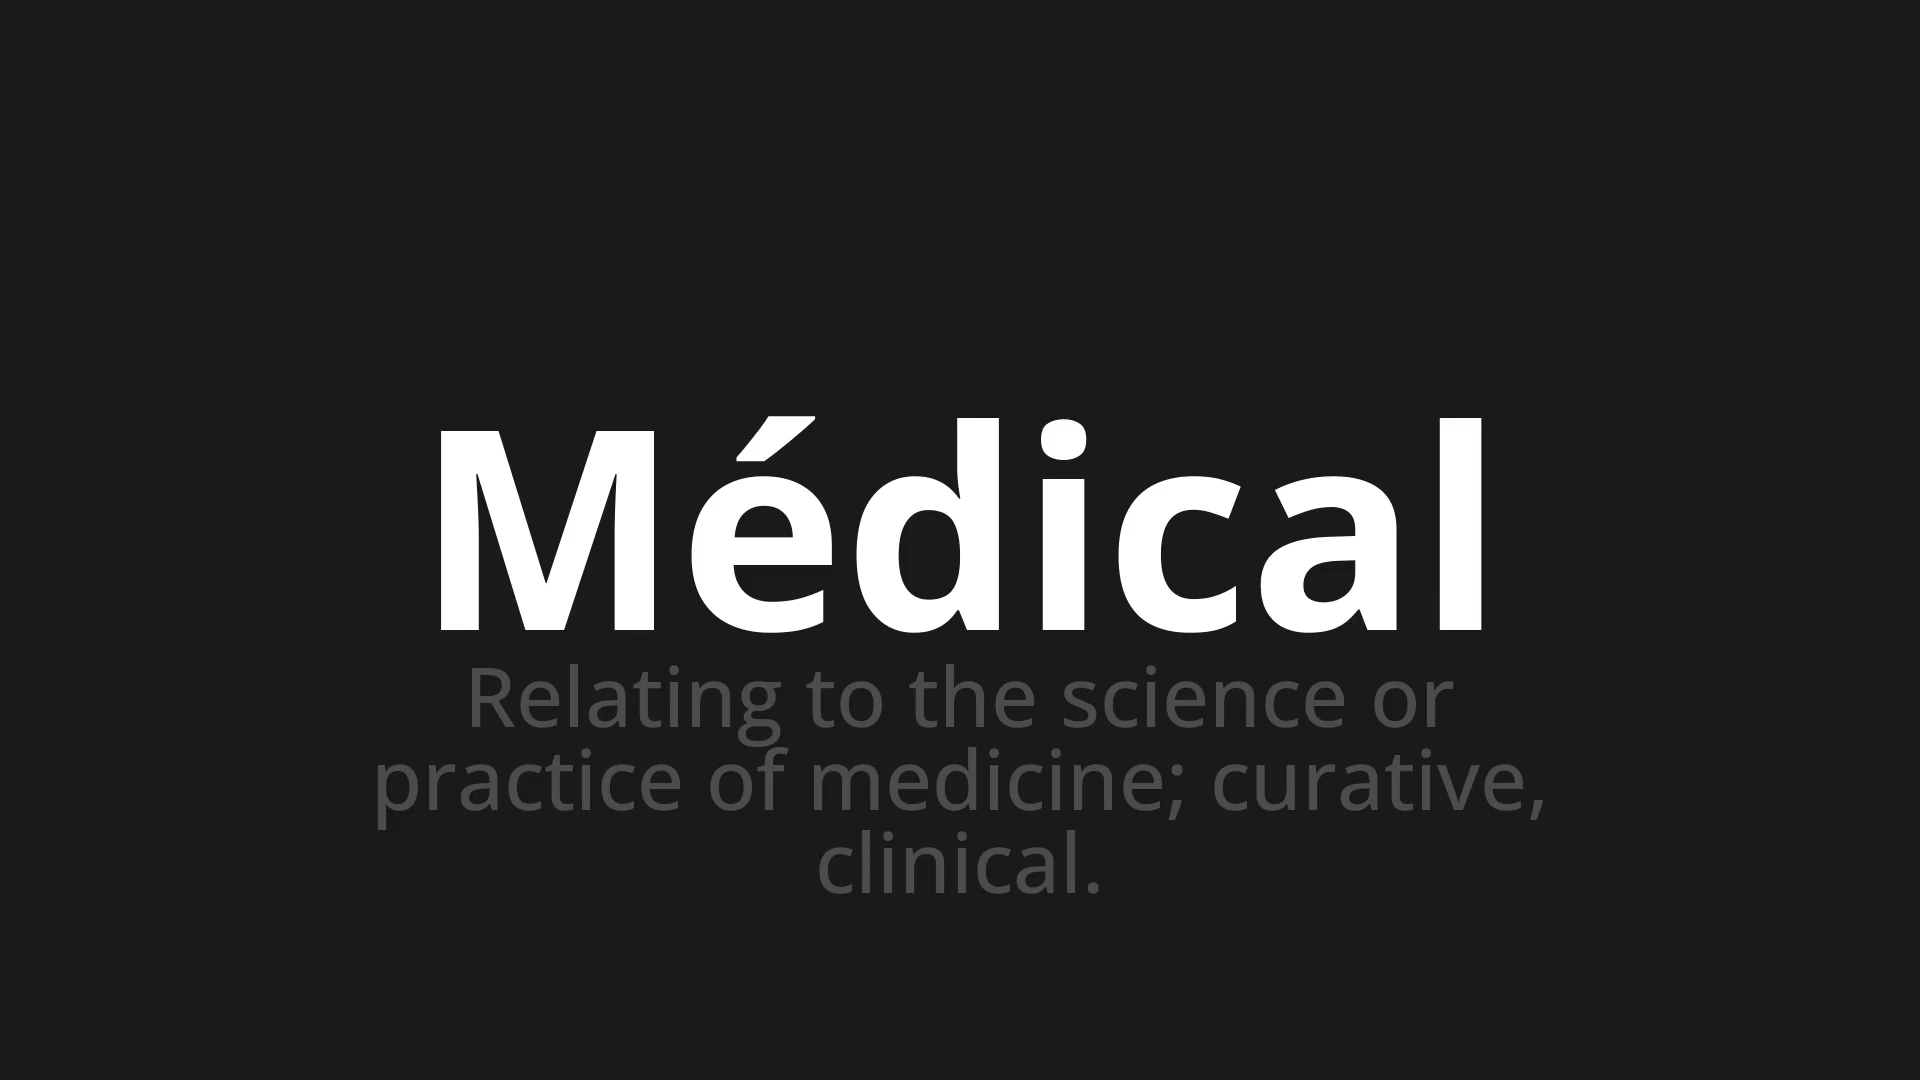 Médical
Relating to the science or
practice of medicine; curative,
clinical.